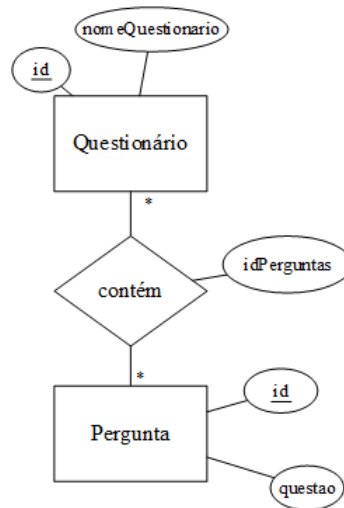 nomeQuestionario
id
Questionário
*
contém
idPerguntas
*
id
Pergunta
questao